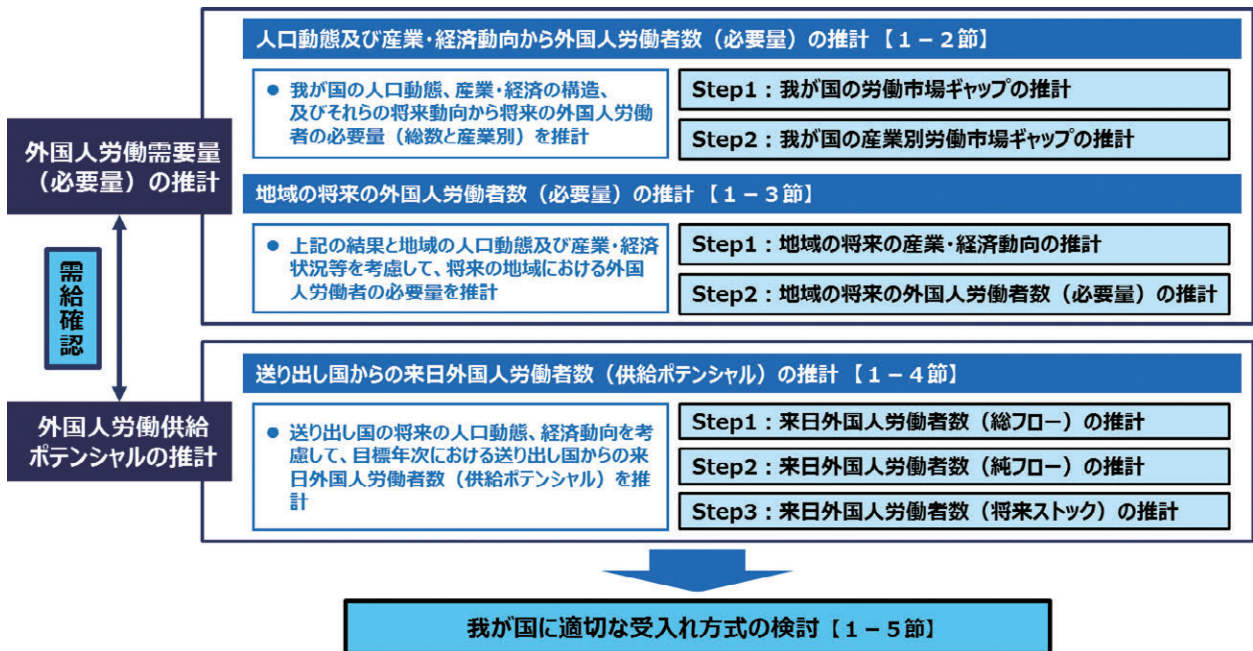 外国人労働需要量
（必要量）の推計
需給確認
外国人労働供給
ポテンシャルの推計
人口動態及び産業・経済動向から外国人労働者数（必要量）の推計【１－２節】
● 我が国の人口動態、産業・経済の構造、
及びそれらの将来動向から将来の外国人労働
者の必要量（総数と産業別）を推計
Step1：我が国の労働市場ギャップの推計
Step2：我が国の産業別労働市場ギャップの推計
地域の将来の外国人労働者数（必要量）の推計【１－３節】
● 上記の結果と地域の人口動態及び産業・経済
状況等を考慮して、将来の地域における外国
人労働者の必要量を推計
Step1：地域の将来の産業・経済動向の推計
Step2：地域の将来の外国人労働者数（必要量）の推計
送り出し国からの来日外国人労働者数（供給ポテンシャル）の推計【１－４節】
● 送り出し国の将来の人口動態、経済動向を考
慮して、目標年次における送り出し国からの来
日外国人労働者数（供給ポテンシャル）を推
計
Step1：来日外国人労働者数（総フロー）の推計
Step2：来日外国人労働者数（純フロー）の推計
Step3：来日外国人労働者数（将来ストック）の推計
我が国に適切な受入れ方式の検討【１－５節】